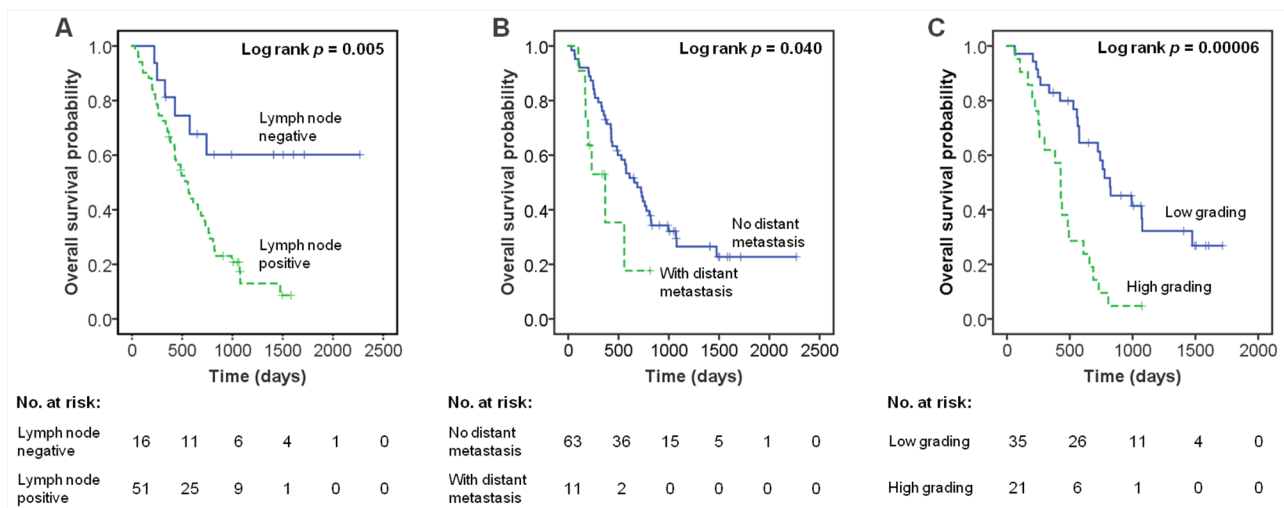 A
Log rank p = 0.005
Overall survival probability
1.0
0.8
0.6
0.4
0.2
0.0
Lymph node
negative
Lymph node
positive
0 500 1000 1500 2000 2500
Time (days)
No. at risk:
Lymph node
negative
16 11 6 4 1 0
Lymph node
positive
51 25 9 1 0 0
B
Log rank p = 0.040
Overall survival probability
1.0
0.8
0.6
0.4
0.2
0.0
No distant
metastasis
With distant
metastasis
0 500 1000 1500 2000 2500
Time (days)
No. at risk:
No distant
metastasis
63 36 15 5 1 0
With distant
metastasis
11 2 0 0 0 0
C
Log rank p = 0.00006
Overall survival probability
1.0
0.8
0.6
0.4
0.2
0.0
Low grading
High grading
0 500 1000 1500 2000
Time (days)
No. at risk:
Low grading 35 26 11 4 0
High grading 21 6 1 0 0